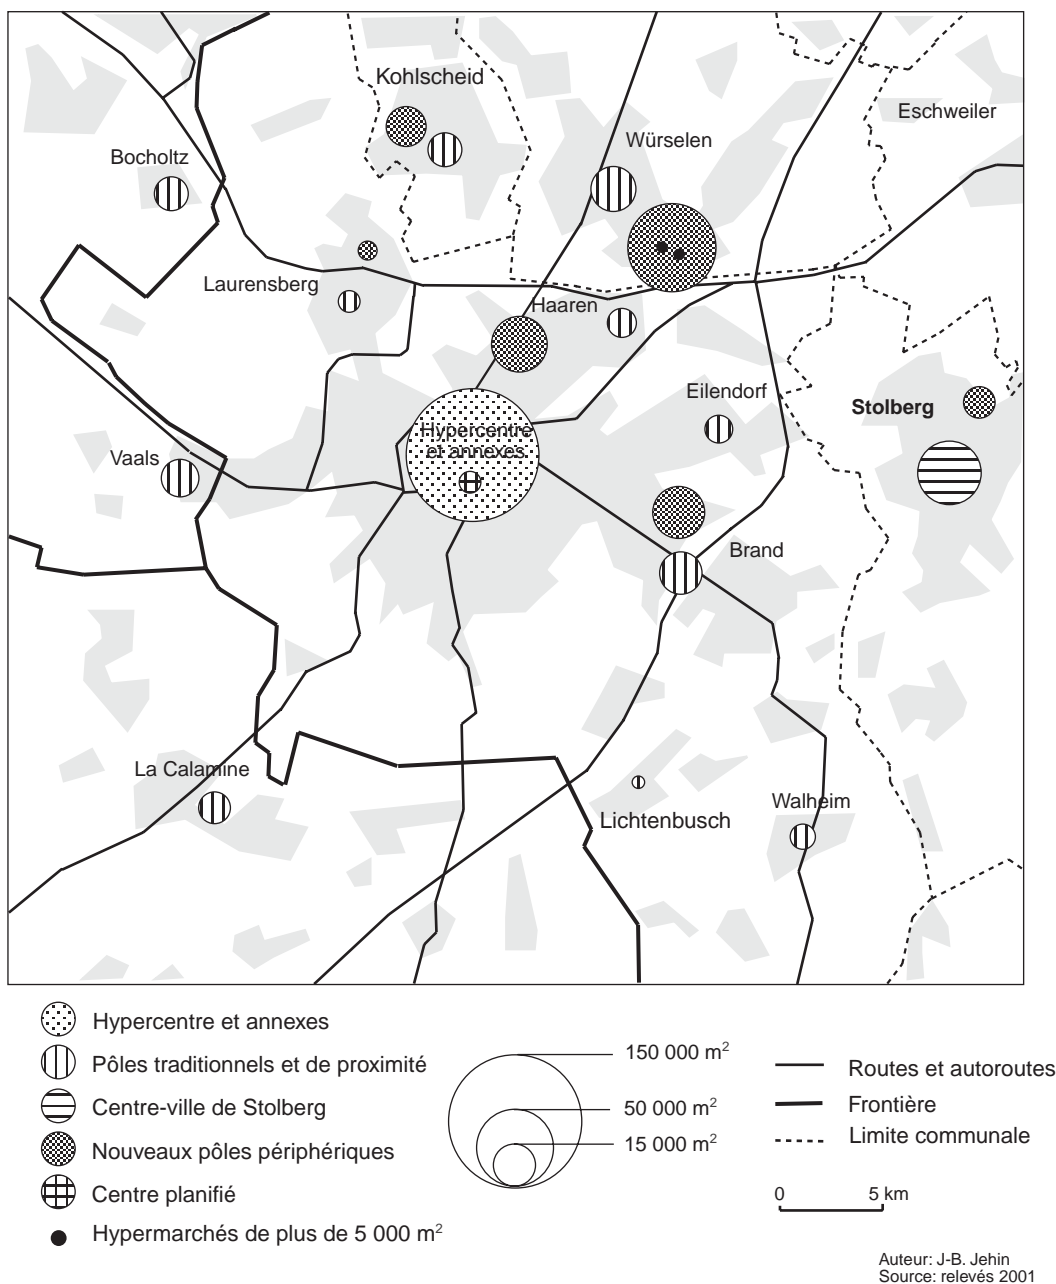 Kohlscheid
Eschweiler
Würselen
Bocholtz
Laurensberg
Haaren
Eilendorf
Stolberg
Hypercentre
et annexes
Vaals
Brand
La Calamine
Walheim
Lichtenbusch
Hypercentre et annexes
Pôles traditionnels et de proximité
Centre-ville de Stolberg
Nouveaux pôles périphériques
Centre planifié
Hypermarchés de plus de 5 000 m²
150 000 m²
50 000 m²
15 000 m²
Routes et autoroutes
Frontière
Limite communale
0 5 km
Auteur: J-B. Jehin
Source: relevés 2001